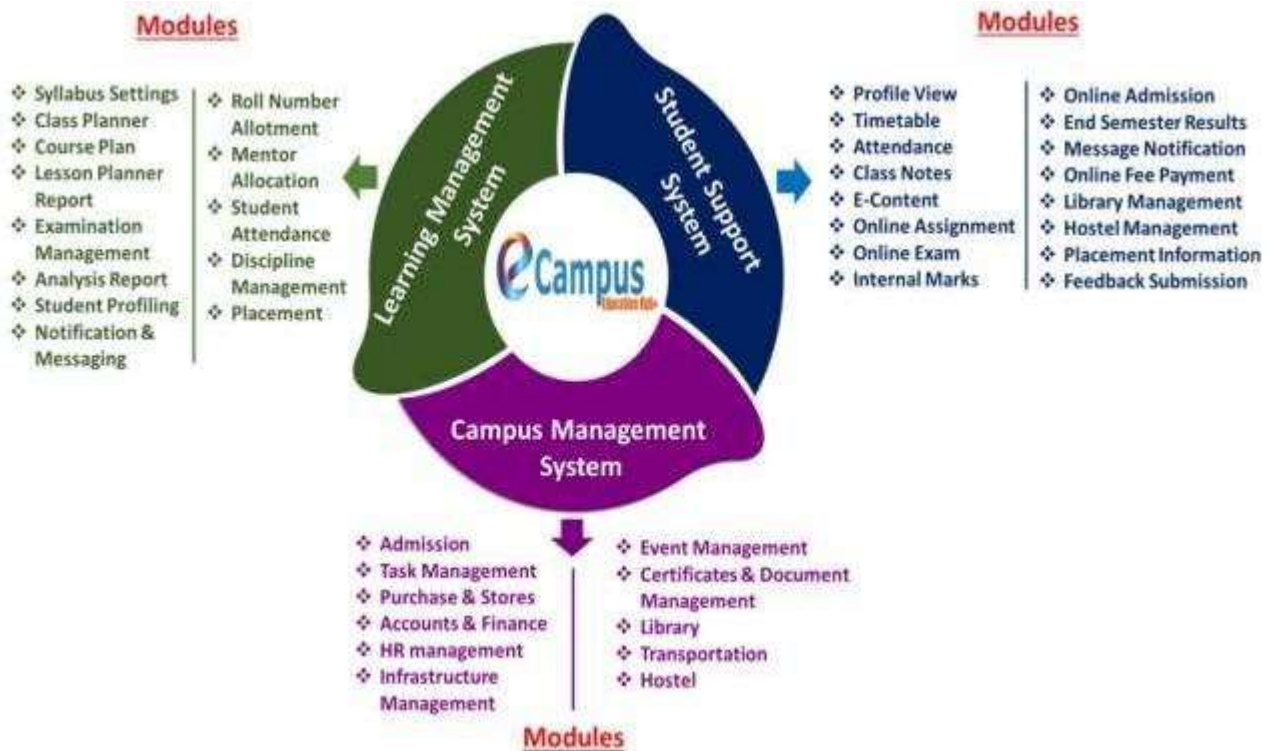 Modules
❖ Syllabus Settings
❖ Class Planner
❖ Course Plan
❖ Lesson Planner
Report
❖ Examination
Management
❖ Analysis Report
❖ Student Profiling
❖ Notification &
Messaging
❖ Roll Number
Allotment
❖ Mentor
Allocation
❖ Student
Attendance
❖ Discipline
Management
❖ Placement
Learning Management
System
Student Support
System
eCampus
Campus Management
System
Modules
❖ Profile View
❖ Timetable
❖ Attendance
❖ Class Notes
❖ E-Content
❖ Online Assignment
❖ Online Exam
❖ Internal Marks
❖ Online Admission
❖ End Semester Results
❖ Message Notification
❖ Online Fee Payment
❖ Library Management
❖ Hostel Management
❖ Placement Information
❖ Feedback Submission
❖ Admission
❖ Task Management
❖ Purchase & Stores
❖ Accounts & Finance
❖ HR management
❖ Infrastructure
Management
❖ Event Management
❖ Certificates & Document
Management
❖ Library
❖ Transportation
❖ Hostel
Modules